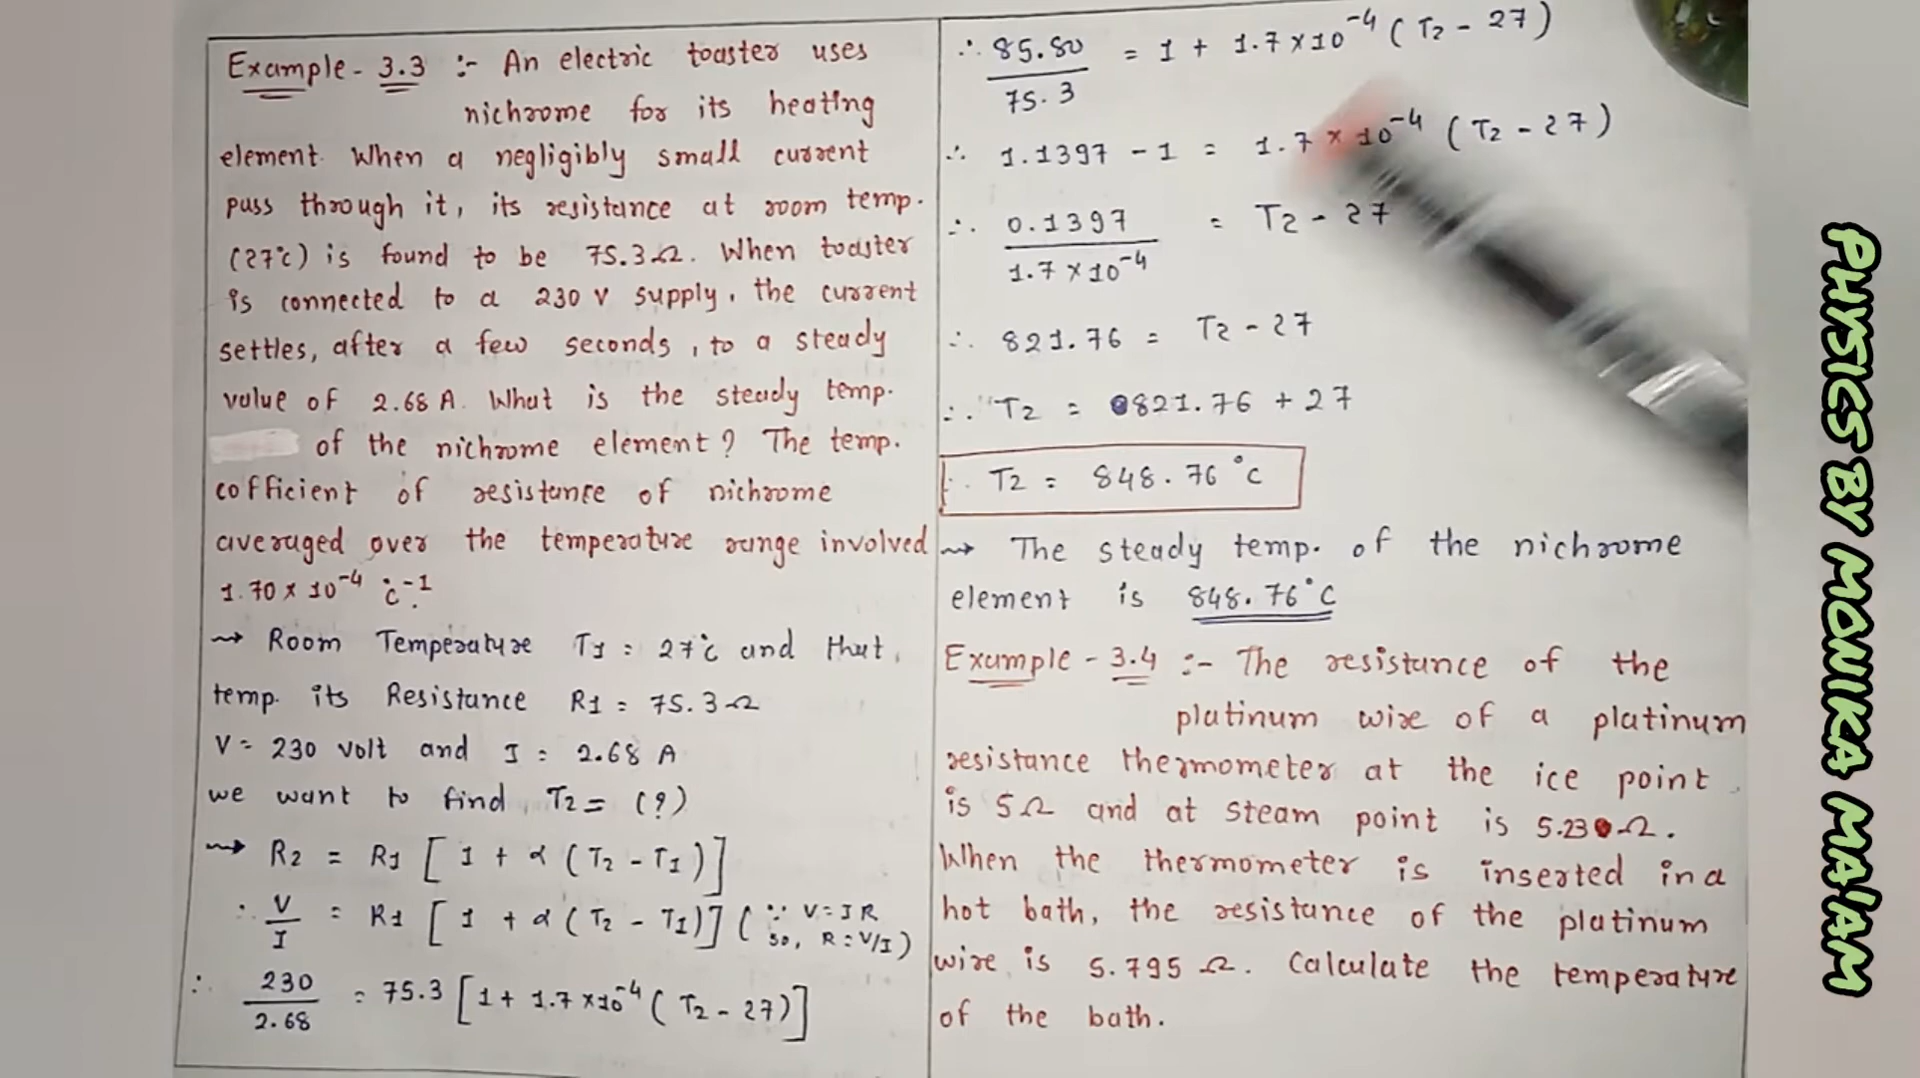 Example - 3.3 :- An electric toaster uses
nichrome for its heating
element. When a negligibly small current
pass through it, its resistance at room temp.
(27°c) is found to be 75.3Ω. When toaster
is connected to a 230 V supply, the current
settles, after a few seconds, to a steady
value of 2.68 A. What is the steady temp.
of the nichrome element? The temp.
cofficient of resistance of nichrome
averaged over the temperature range involved
1.70 × 10⁻⁴ °c⁻¹.
⇝ Room Temperature T1 = 27°c and that,
temp. its Resistance R1 = 75.3 Ω
V = 230 volt and I = 2.68 A
we want to find, T2 = (?)
⇝ R2 = R1 [ 1 + α ( T2 - T1 ) ]
∴ V/I = R1 [ 1 + α ( T2 - T1 ) ] ( ∵ V = IR so, R = V/I )
∴ 230/2.68 = 75.3 [ 1 + 1.7 × 10⁻⁴ ( T2 - 27 ) ]
∴ 85.80/75.3 = 1 + 1.7 × 10⁻⁴ ( T2 - 27 )
∴ 1.1397 - 1 = 1.7 × 10⁻⁴ ( T2 - 27 )
∴ 0.1397/1.7 × 10⁻⁴ = T2 - 27
∴ 821.76 = T2 - 27
∴ T2 = 821.76 + 27
∴ T2 = 848.76 °c
⇝ The steady temp. of the nichrome
element is 848.76°C
Example - 3.4 :- The resistance of the
platinum wire of a platinum
resistance thermometer at the ice point
is 5Ω and at steam point is 5.23Ω.
When the thermometer is inserted in a
hot bath, the resistance of the platinum
wire is 5.795 Ω. Calculate the temperature
of the bath.
PHYSICS BY MONIKA MA'AM